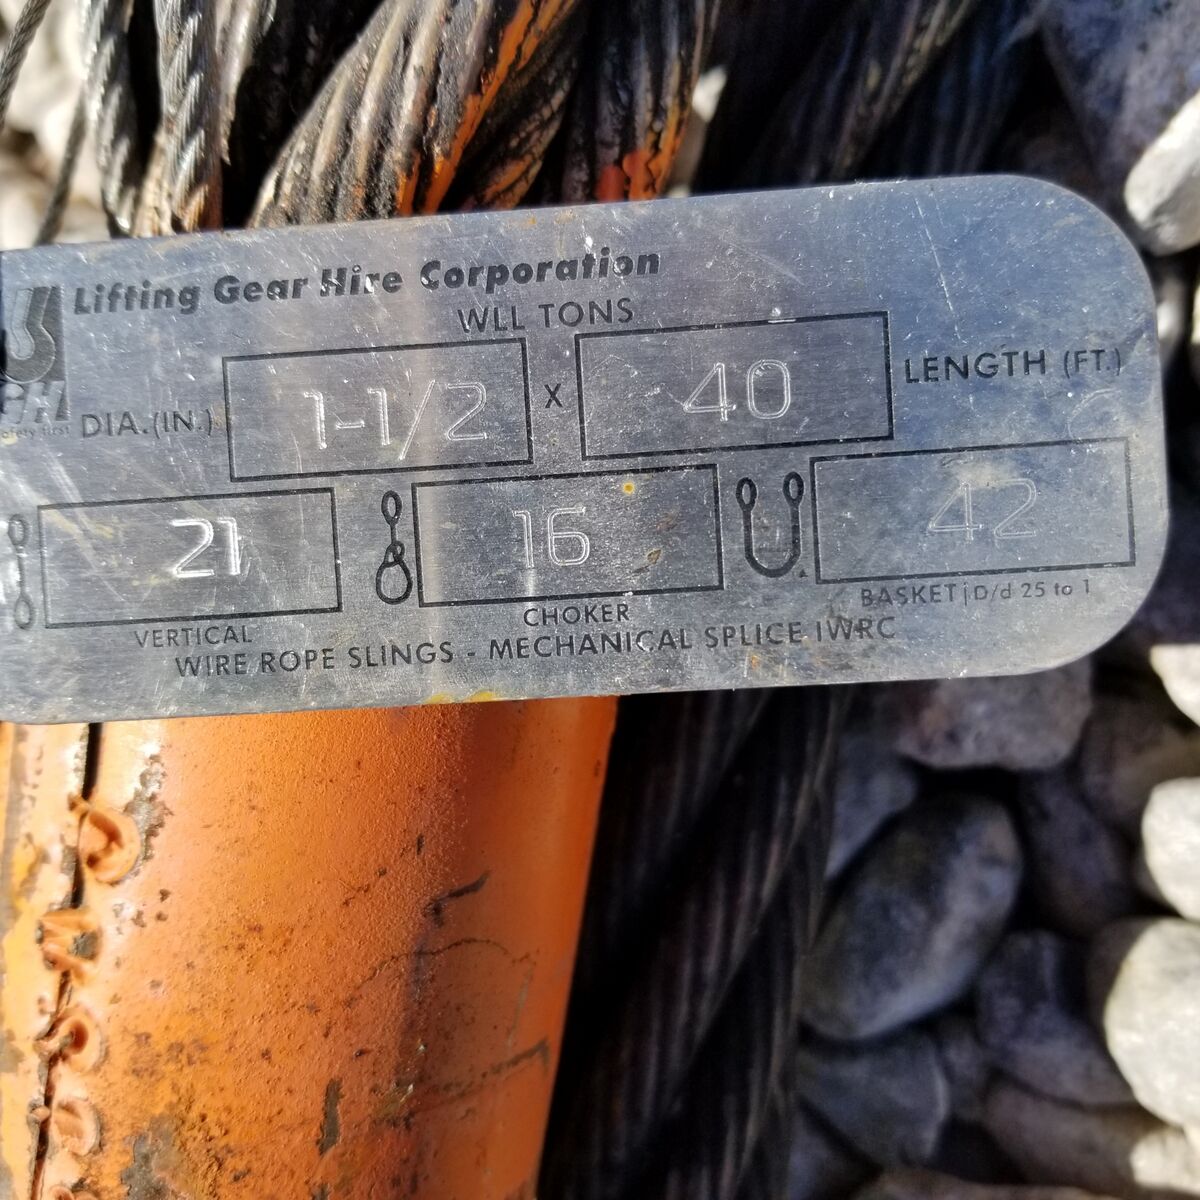 Lifting Gear Hire Corporation
WLL TONS
DIA.(IN.) 1-1/2 x 40 LENGTH (FT.)
21 16 42
VERTICAL CHOKER BASKET | D/d 25 to 1
WIRE ROPE SLINGS - MECHANICAL SPLICE IWRC